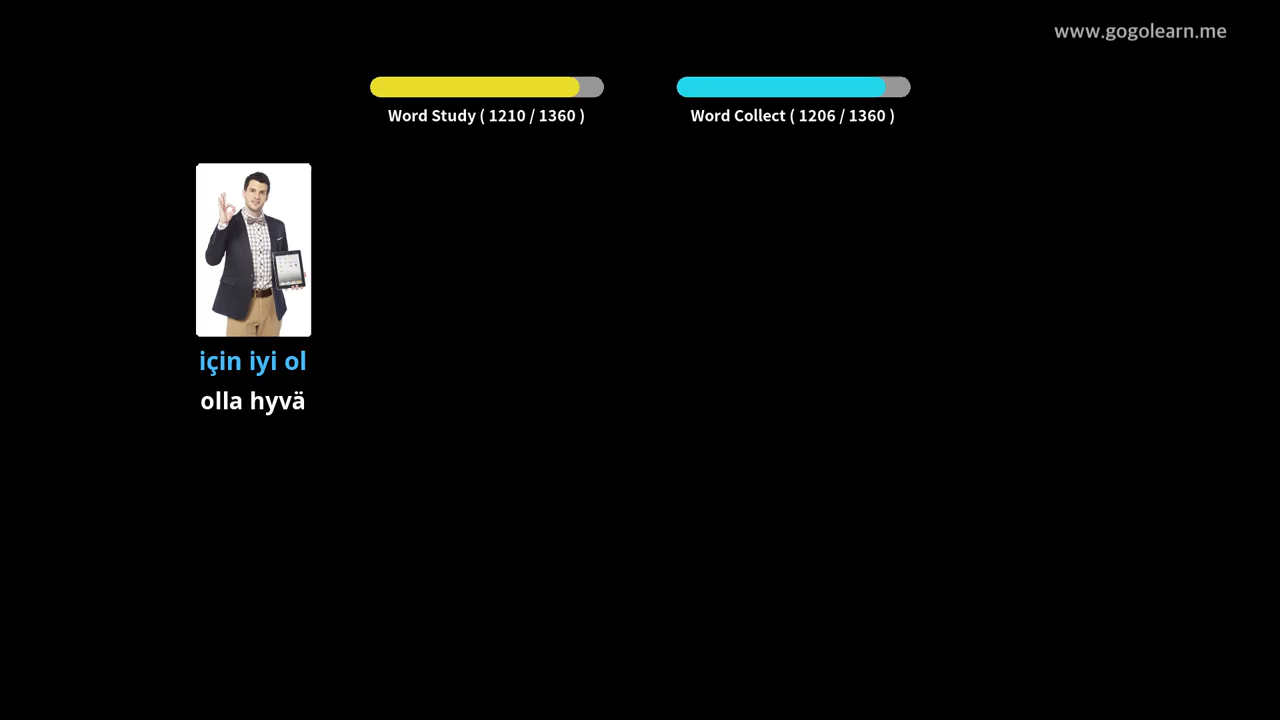 www.gogolearn.me
Word Study ( 1210 / 1360 )
Word Collect ( 1206 / 1360 )
için iyi ol
olla hyvä